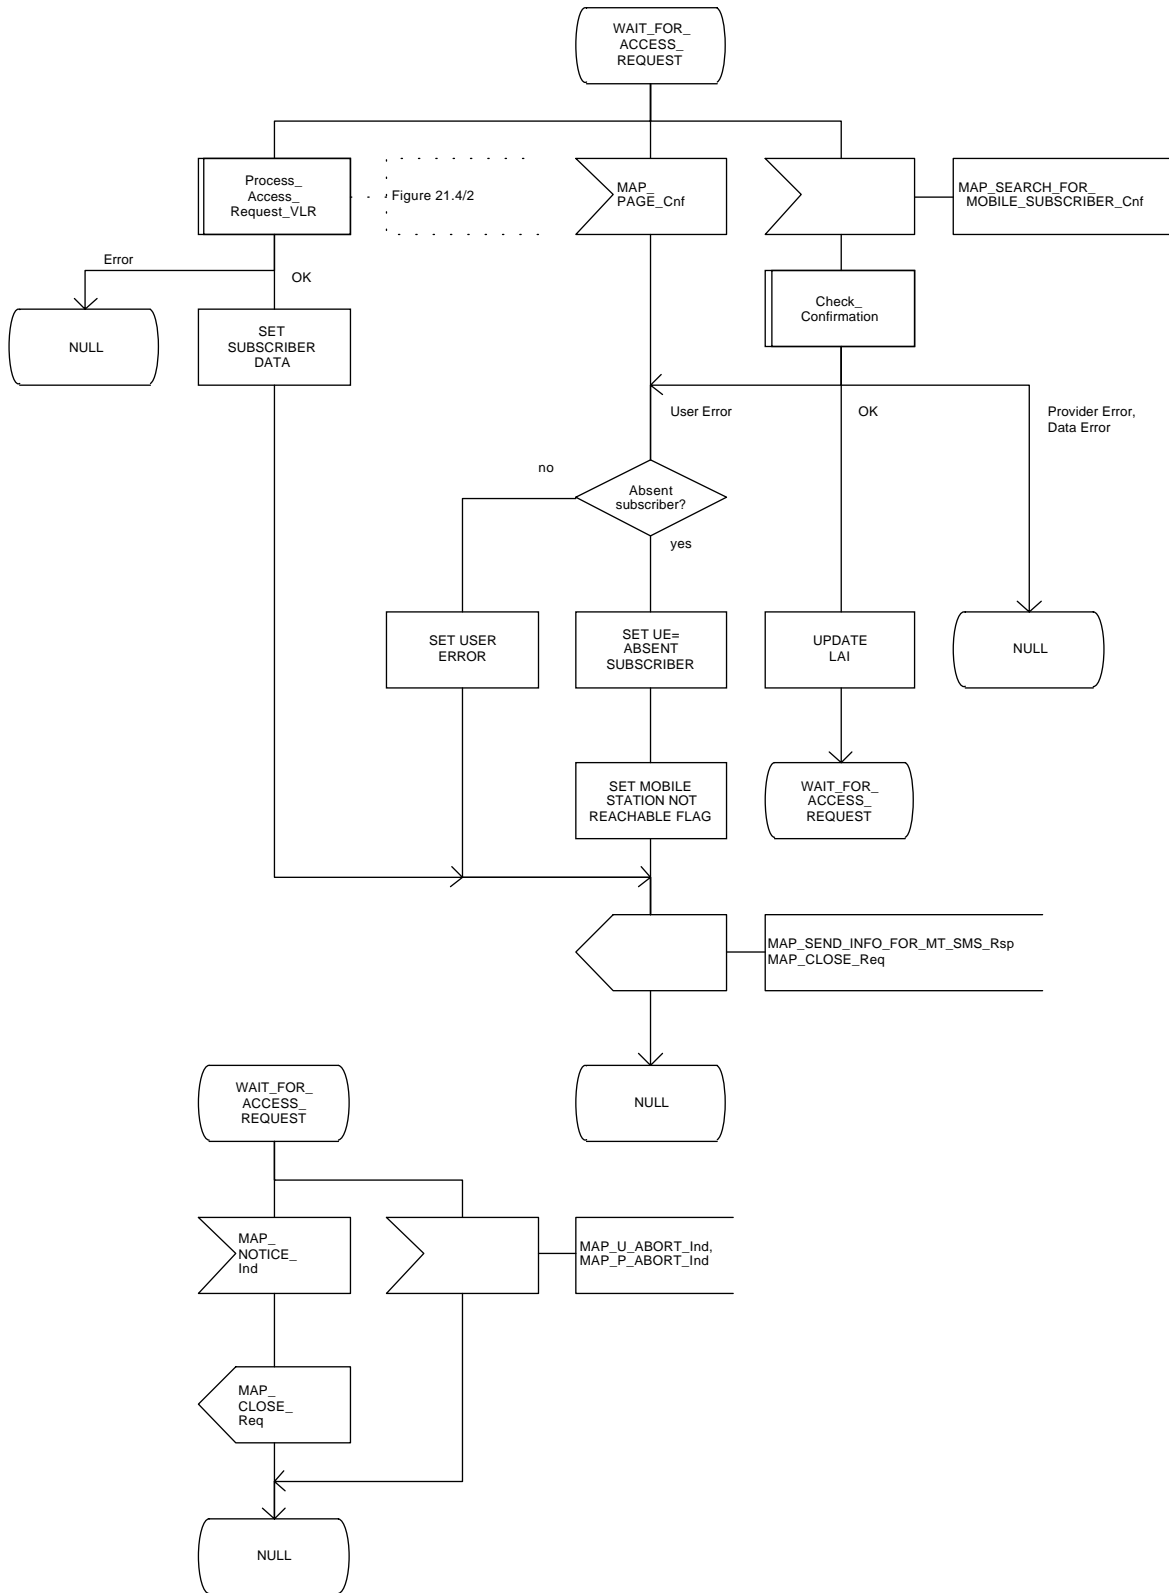 WAIT_FOR_
ACCESS_
REQUEST
Process_
Access_
Request_VLR
Figure 21.4/2
MAP_
PAGE_Cnf
MAP_SEARCH_FOR_
MOBILE_SUBSCRIBER_Cnf
Error
OK
Check_
Confirmation
NULL
SET
SUBSCRIBER
DATA
User Error
OK
Provider Error,
Data Error
no
Absent
subscriber?
yes
SET USER
ERROR
SET UE=
ABSENT
SUBSCRIBER
UPDATE
LAI
NULL
SET MOBILE
STATION NOT
REACHABLE FLAG
WAIT_FOR_
ACCESS_
REQUEST
MAP_SEND_INFO_FOR_MT_SMS_Rsp
MAP_CLOSE_Req
NULL
WAIT_FOR_
ACCESS_
REQUEST
MAP_
NOTICE_
Ind
MAP_U_ABORT_Ind,
MAP_P_ABORT_Ind
MAP_
CLOSE_
Req
NULL